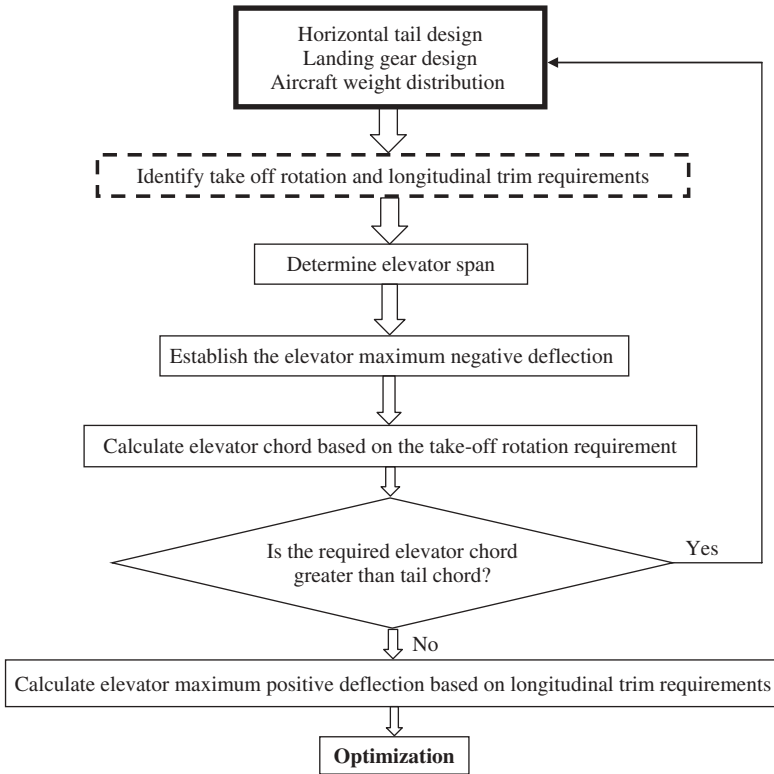 Horizontal tail design
Landing gear design
Aircraft weight distribution
Identify take off rotation and longitudinal trim requirements
Determine elevator span
Establish the elevator maximum negative deflection
Calculate elevator chord based on the take-off rotation requirement
Is the required elevator chord
greater than tail chord?
Yes
No
Calculate elevator maximum positive deflection based on longitudinal trim requirements
Optimization